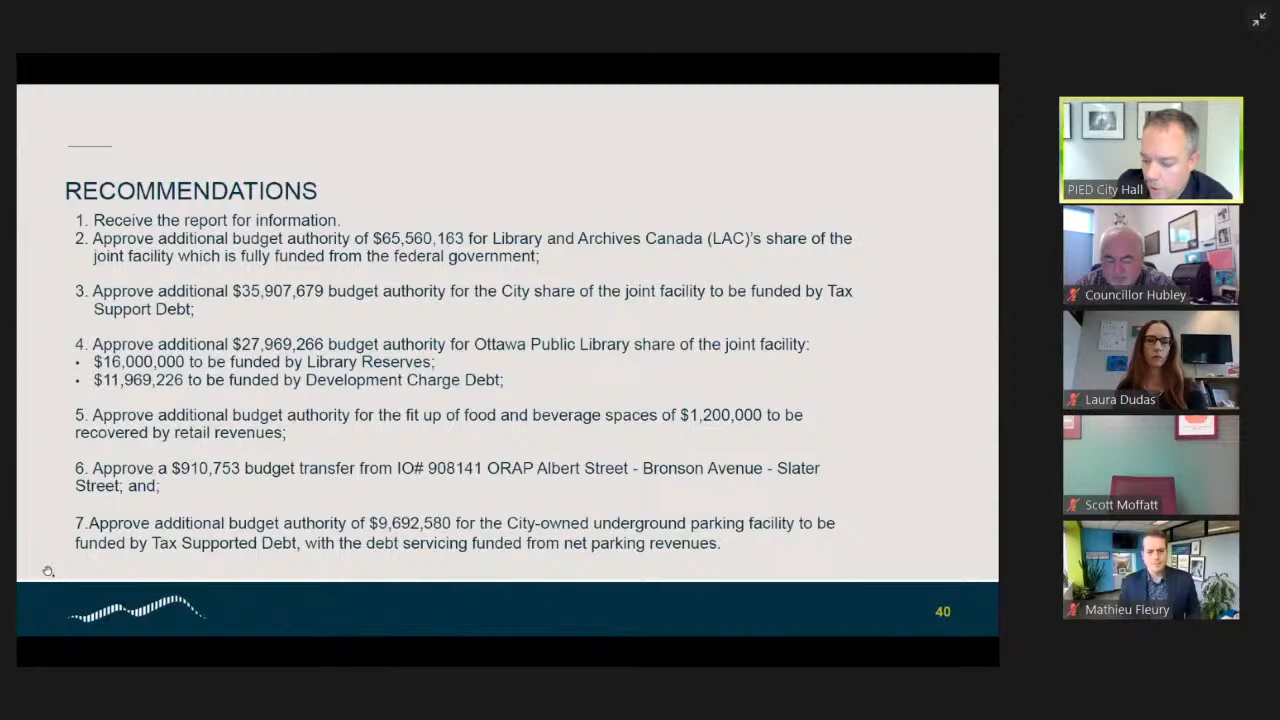 RECOMMENDATIONS
1. Receive the report for information.
2. Approve additional budget authority of $65,560,163 for Library and Archives Canada (LAC)'s share of the
joint facility which is fully funded from the federal government;
3. Approve additional $35,907,679 budget authority for the City share of the joint facility to be funded by Tax
Support Debt;
4. Approve additional $27,969,266 budget authority for Ottawa Public Library share of the joint facility:
• $16,000,000 to be funded by Library Reserves;
• $11,969,226 to be funded by Development Charge Debt;
5. Approve additional budget authority for the fit up of food and beverage spaces of $1,200,000 to be
recovered by retail revenues;
6. Approve a $910,753 budget transfer from IO# 908141 ORAP Albert Street - Bronson Avenue - Slater
Street; and;
7.Approve additional budget authority of $9,692,580 for the City-owned underground parking facility to be
funded by Tax Supported Debt, with the debt servicing funded from net parking revenues.
40
PIED City Hall
Councillor Hubley
Laura Dudas
Scott Moffatt
Mathieu Fleury